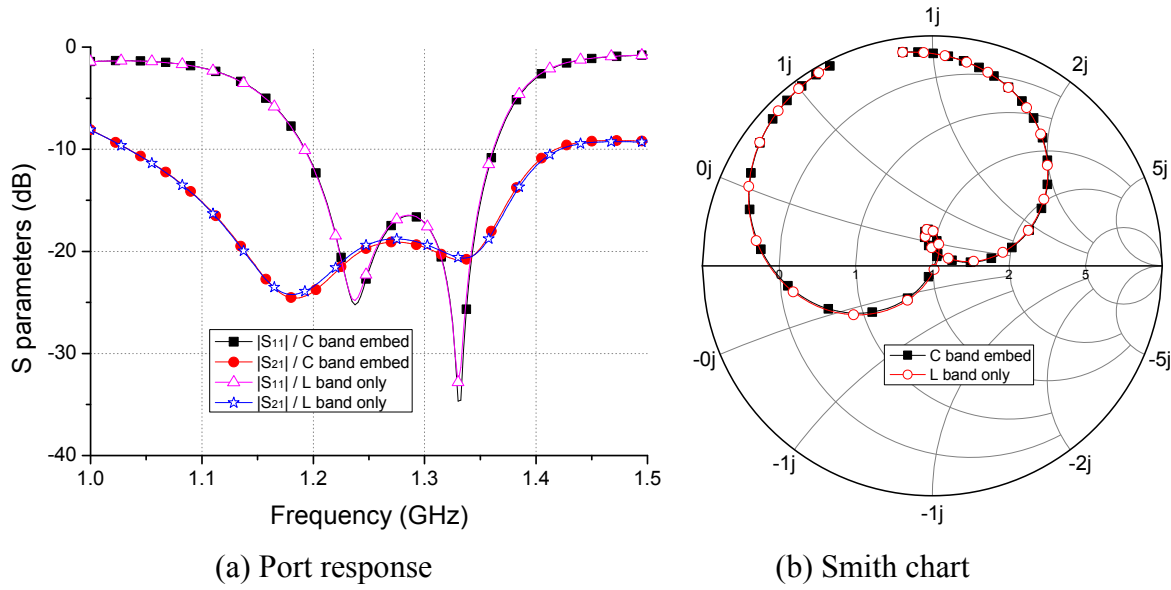 S parameters (dB)
0
-10
-20
-30
-40
1.0
1.1
1.2
1.3
1.4
1.5
Frequency (GHz)
|S11| / C band embed
|S21| / C band embed
|S11| / L band only
|S21| / L band only
(a) Port response
1j
1j
2j
0j
5j
0
1
1
2
5
-0j
-5j
-1j
-2j
-1j
C band embed
L band only
(b) Smith chart